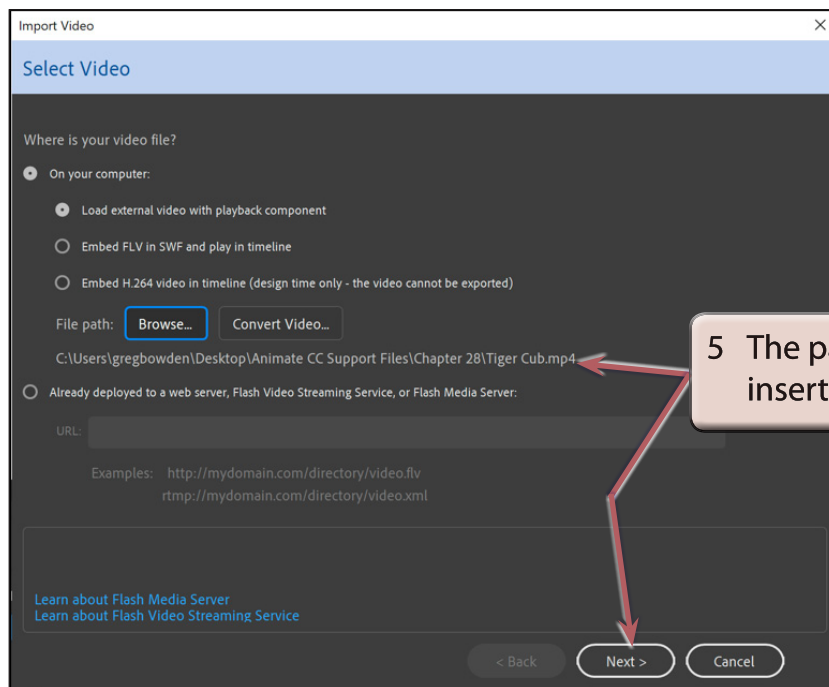 Import Video
Select Video
Where is your video file?
On your computer:
Load external video with playback component
Embed FLV in SWF and play in timeline
Embed H.264 video in timeline (design time only - the video cannot be exported)
File path: Browse... Convert Video...
C:\Users\gregbowden\Desktop\Animate CC Support Files\Chapter 28\Tiger Cub.mp4
5 The
insert
Already deployed to a web server, Flash Video Streaming Service, or Flash Media Server:
URL:
Examples: http://mydomain.com/directory/video.flv
rtmp://mydomain.com/directory/video.xml
Learn about Flash Media Server
Learn about Flash Video Streaming Service
< Back Next > Cancel